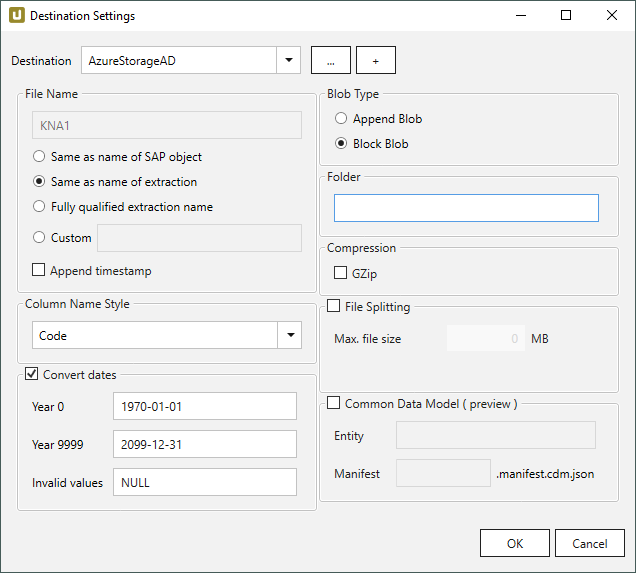 Destination Settings
Destination
AzureStorageAD
...
+
File Name
KNA1
Same as name of SAP object
Same as name of extraction
Fully qualified extraction name
Custom
Append timestamp
Column Name Style
Code
Convert dates
Year 0
1970-01-01
Year 9999
2099-12-31
Invalid values
NULL
Blob Type
Append Blob
Block Blob
Folder
Compression
GZip
File Splitting
Max. file size
0
MB
Common Data Model ( preview )
Entity
Manifest
.manifest.cdm.json
OK
Cancel